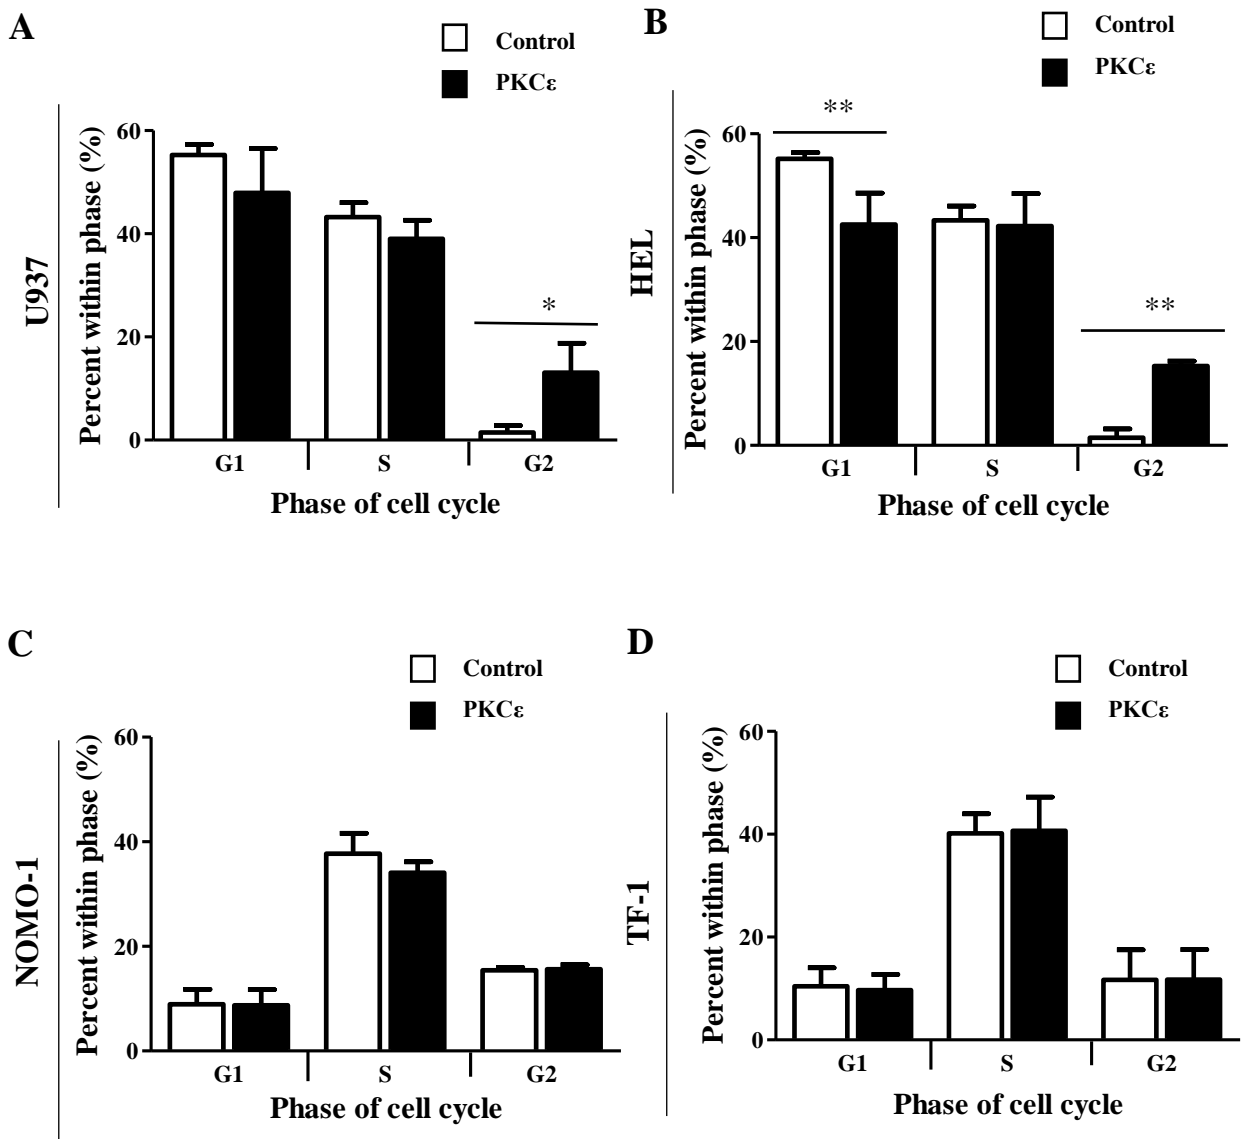 A
Control
PKCε
U937
Percent within phase (%)
60
40
20
0
*
G1
S
G2
Phase of cell cycle
B
Control
PKCε
HEL
Percent within phase (%)
60
40
20
0
**
**
G1
S
G2
Phase of cell cycle
C
Control
PKCε
NOMO-1
Percent within phase (%)
60
40
20
0
G1
S
G2
Phase of cell cycle
D
Control
PKCε
TF-1
Percent within phase (%)
60
40
20
0
G1
S
G2
Phase of cell cycle